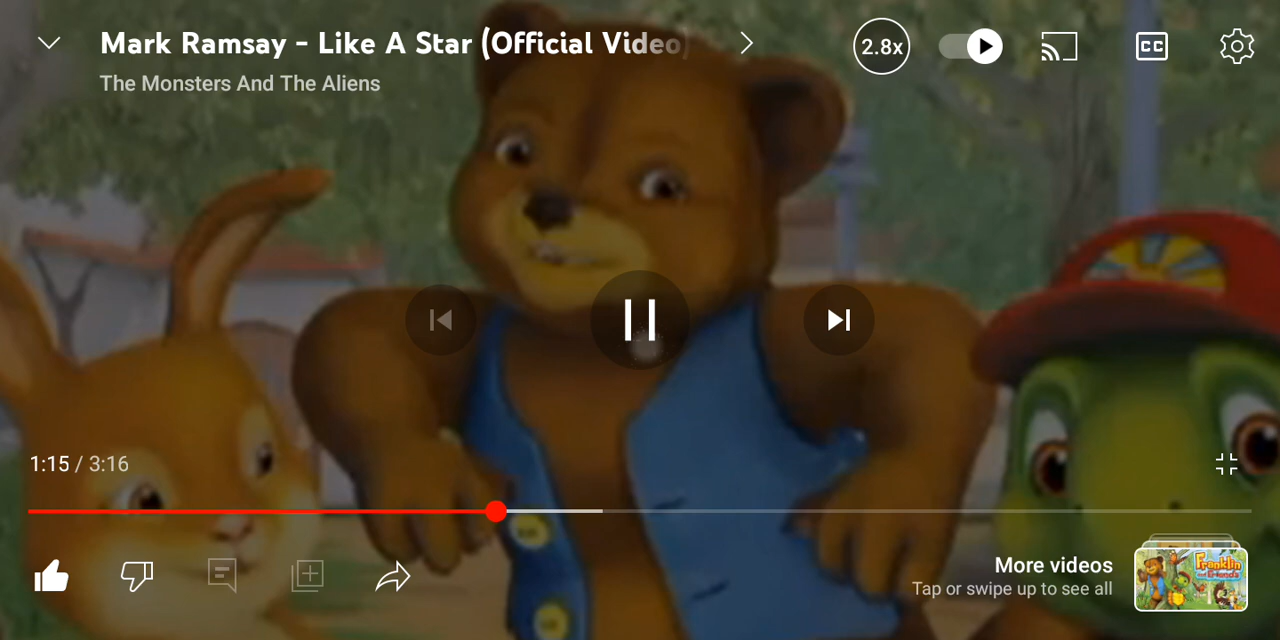 Mark Ramsay - Like A Star (Official Video)
The Monsters And The Aliens
2.8x
CC
1:15 / 3:16
More videos
Tap or swipe up to see all
Franklin
and Friends